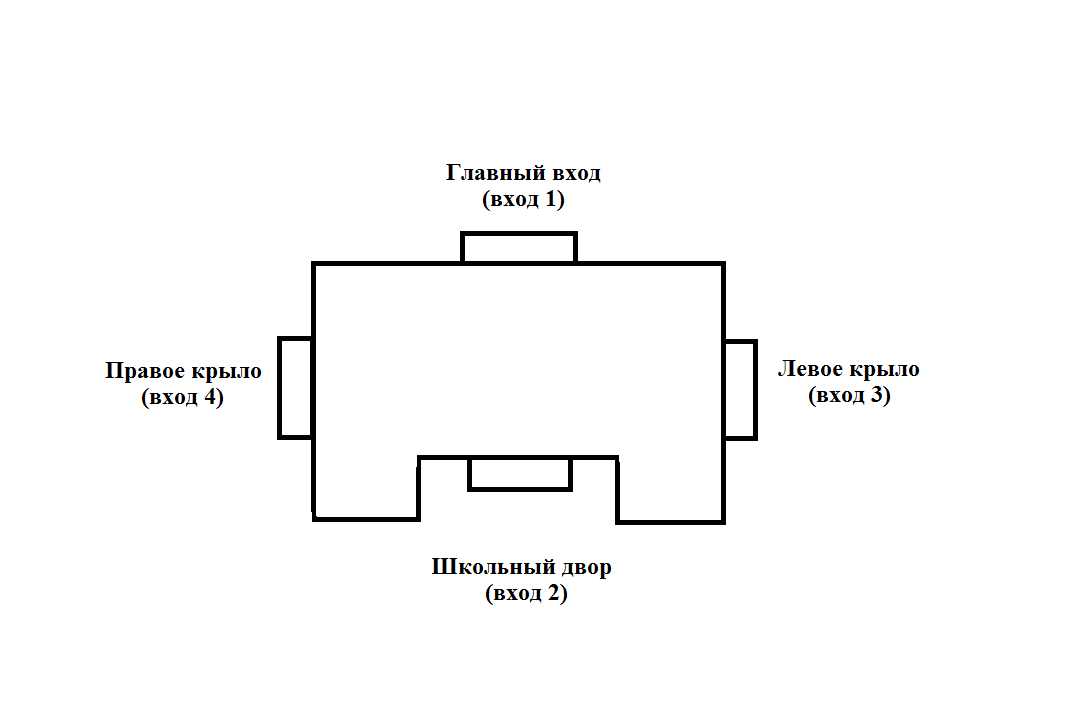 Главный вход
(вход 1)
Правое крыло
(вход 4)
Левое крыло
(вход 3)
Школьный двор
(вход 2)